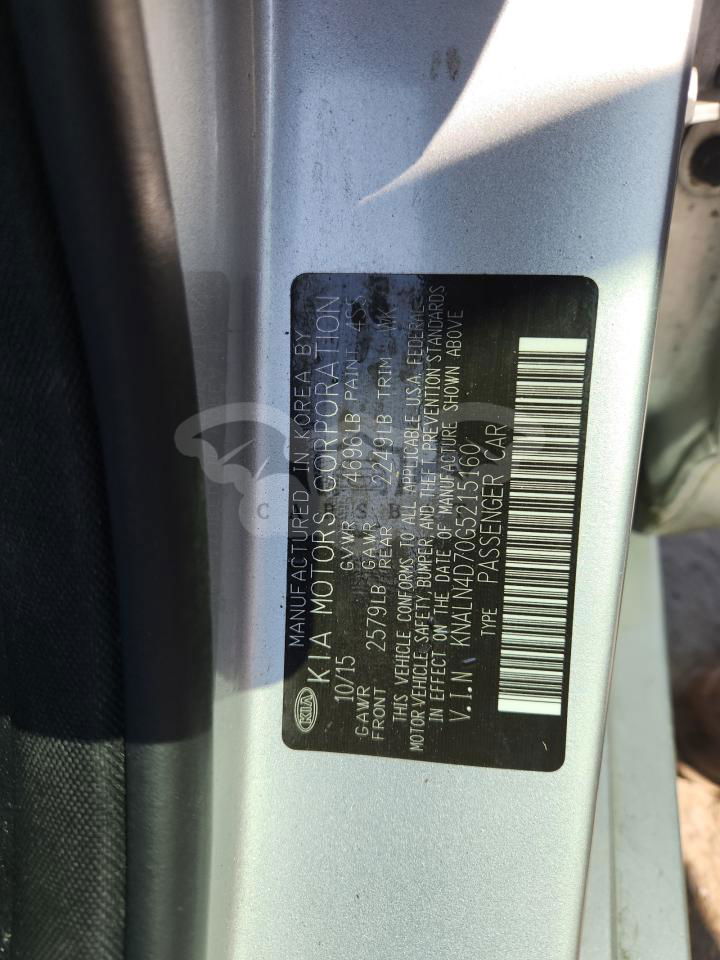 MANUFACTURED IN KOREA BY
KIA KIA MOTORS CORPORATION
10/15 GVWR 4696LB PAINT 4SS
GAWR FRONT 2579LB GAWR REAR 2249LB TRIM WK
THIS VEHICLE CONFORMS TO ALL APPLICABLE U.S.A. FEDERAL
MOTOR VEHICLE SAFETY, BUMPER, AND THEFT PREVENTION STANDARDS
IN EFFECT ON THE DATE OF MANUFACTURE SHOWN ABOVE
V.I.N KNALN4D70G5215160
TYPE PASSENGER CAR